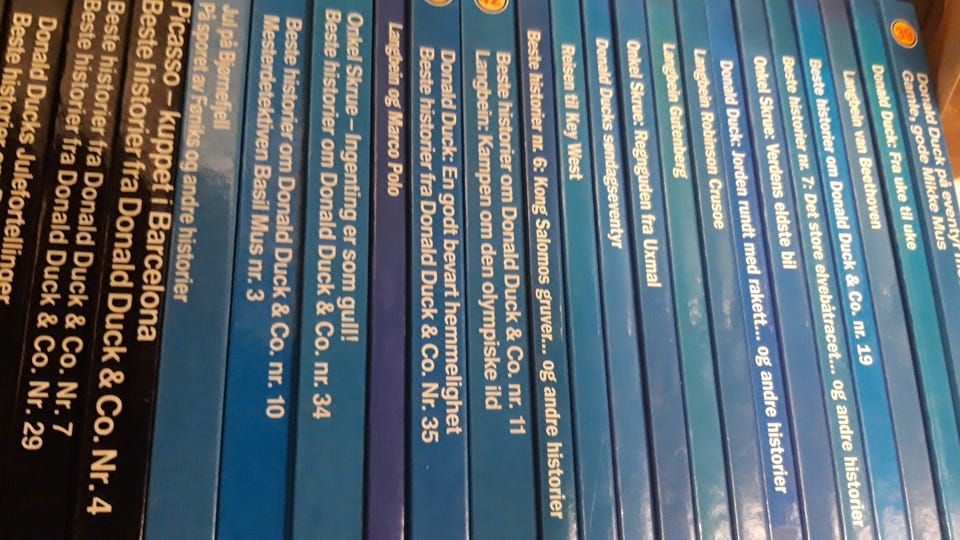 Donald Duck på eventyr
Gamle, gode Mikke Mus
Donald Duck: Fra uke til uke
Langbein van Beethoven
Beste historier om Donald Duck & Co. nr. 19
Beste historier nr. 7: Det store elvebåtracet.... og andre historier
Onkel Skrue: Verdens eldste bil
Donald Duck: Jorden rundt med rakett.... og andre historier
Langbein Robinson Crusoe
Langbein Gutenberg
Onkel Skrue: Regnguden fra Uxmal
Donald Ducks søndagseventyr
Reisen til Key West
Beste historier nr. 6: Kong Salomos gruver... og andre historier
Beste historier om Donald Duck & Co. nr. 11
Langbein: Kampen om den olympiske ild
Donald Duck: En godt bevart hemmelighet
Beste historier fra Donald Duck & Co. Nr. 35
Langbein og Marco Polo
Onkel Skrue - Ingenting er som gull!
Beste historier om Donald Duck & Co. nr. 34
Beste historier om Donald Duck & Co. nr. 10
Mesterdetektiven Basil Mus nr. 3
Jul på Bjørnefjell
På sporet av Føniks og andre historier
Picasso – kuppet i Barcelona
Beste historier fra Donald Duck & Co. Nr. 4
Beste historier fra Donald Duck & Co. Nr. 7
Beste historier fra Donald Duck & Co. Nr. 29
Donald Ducks Julefortellinger
Beste historier